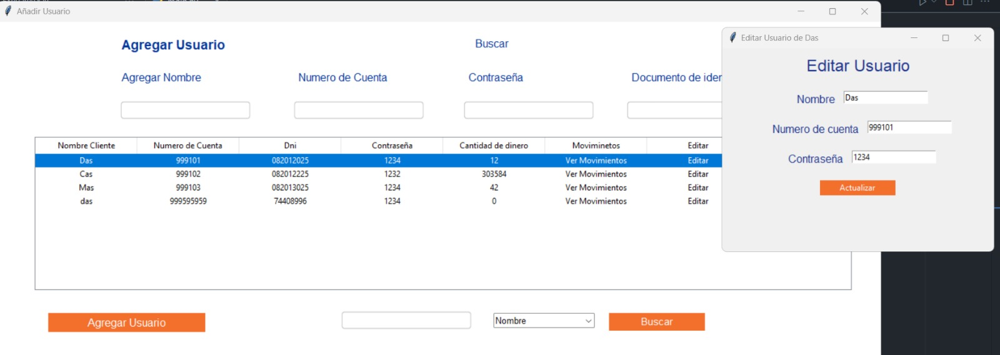 Añadir Usuario
Agregar Usuario
Buscar
Agregar Nombre
Numero de Cuenta
Contraseña
Documento de iden
Nombre Cliente Numero de Cuenta Dni Contraseña Cantidad de dinero Moviminetos Editar
Das 999101 082012025 1234 12 Ver Movimientos Editar
Cas 999102 082012225 1232 303584 Ver Movimientos Editar
Mas 999103 082013025 1234 42 Ver Movimientos Editar
das 999595959 74408996 1234 0 Ver Movimientos Editar
Agregar Usuario
Nombre
Buscar
Editar Usuario de Das
Editar Usuario
Nombre Das
Numero de cuenta 999101
Contraseña 1234
Actualizar